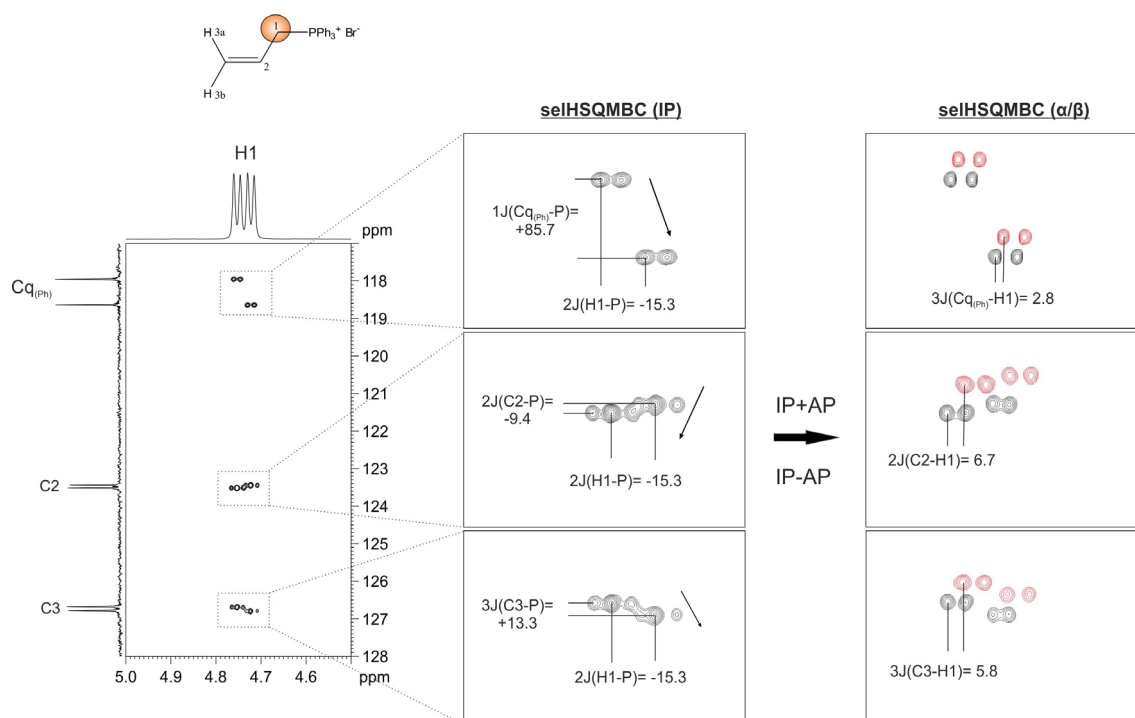 H 3a
1
PPh₃⁺ Br⁻
2
H 3b
selHSQMBC (IP)
selHSQMBC (α/β)
H1
ppm
Cq(Ph)
C2
C3
118
119
120
121
122
123
124
125
126
127
128
5.0 4.9 4.8 4.7 4.6 ppm
1J(Cq(Ph)-P)=
+85.7
2J(H1-P)= -15.3
3J(Cq(Ph)-H1)= 2.8
2J(C2-P)=
-9.4
2J(H1-P)= -15.3
IP+AP
IP-AP
2J(C2-H1)= 6.7
3J(C3-P)=
+13.3
2J(H1-P)= -15.3
3J(C3-H1)= 5.8